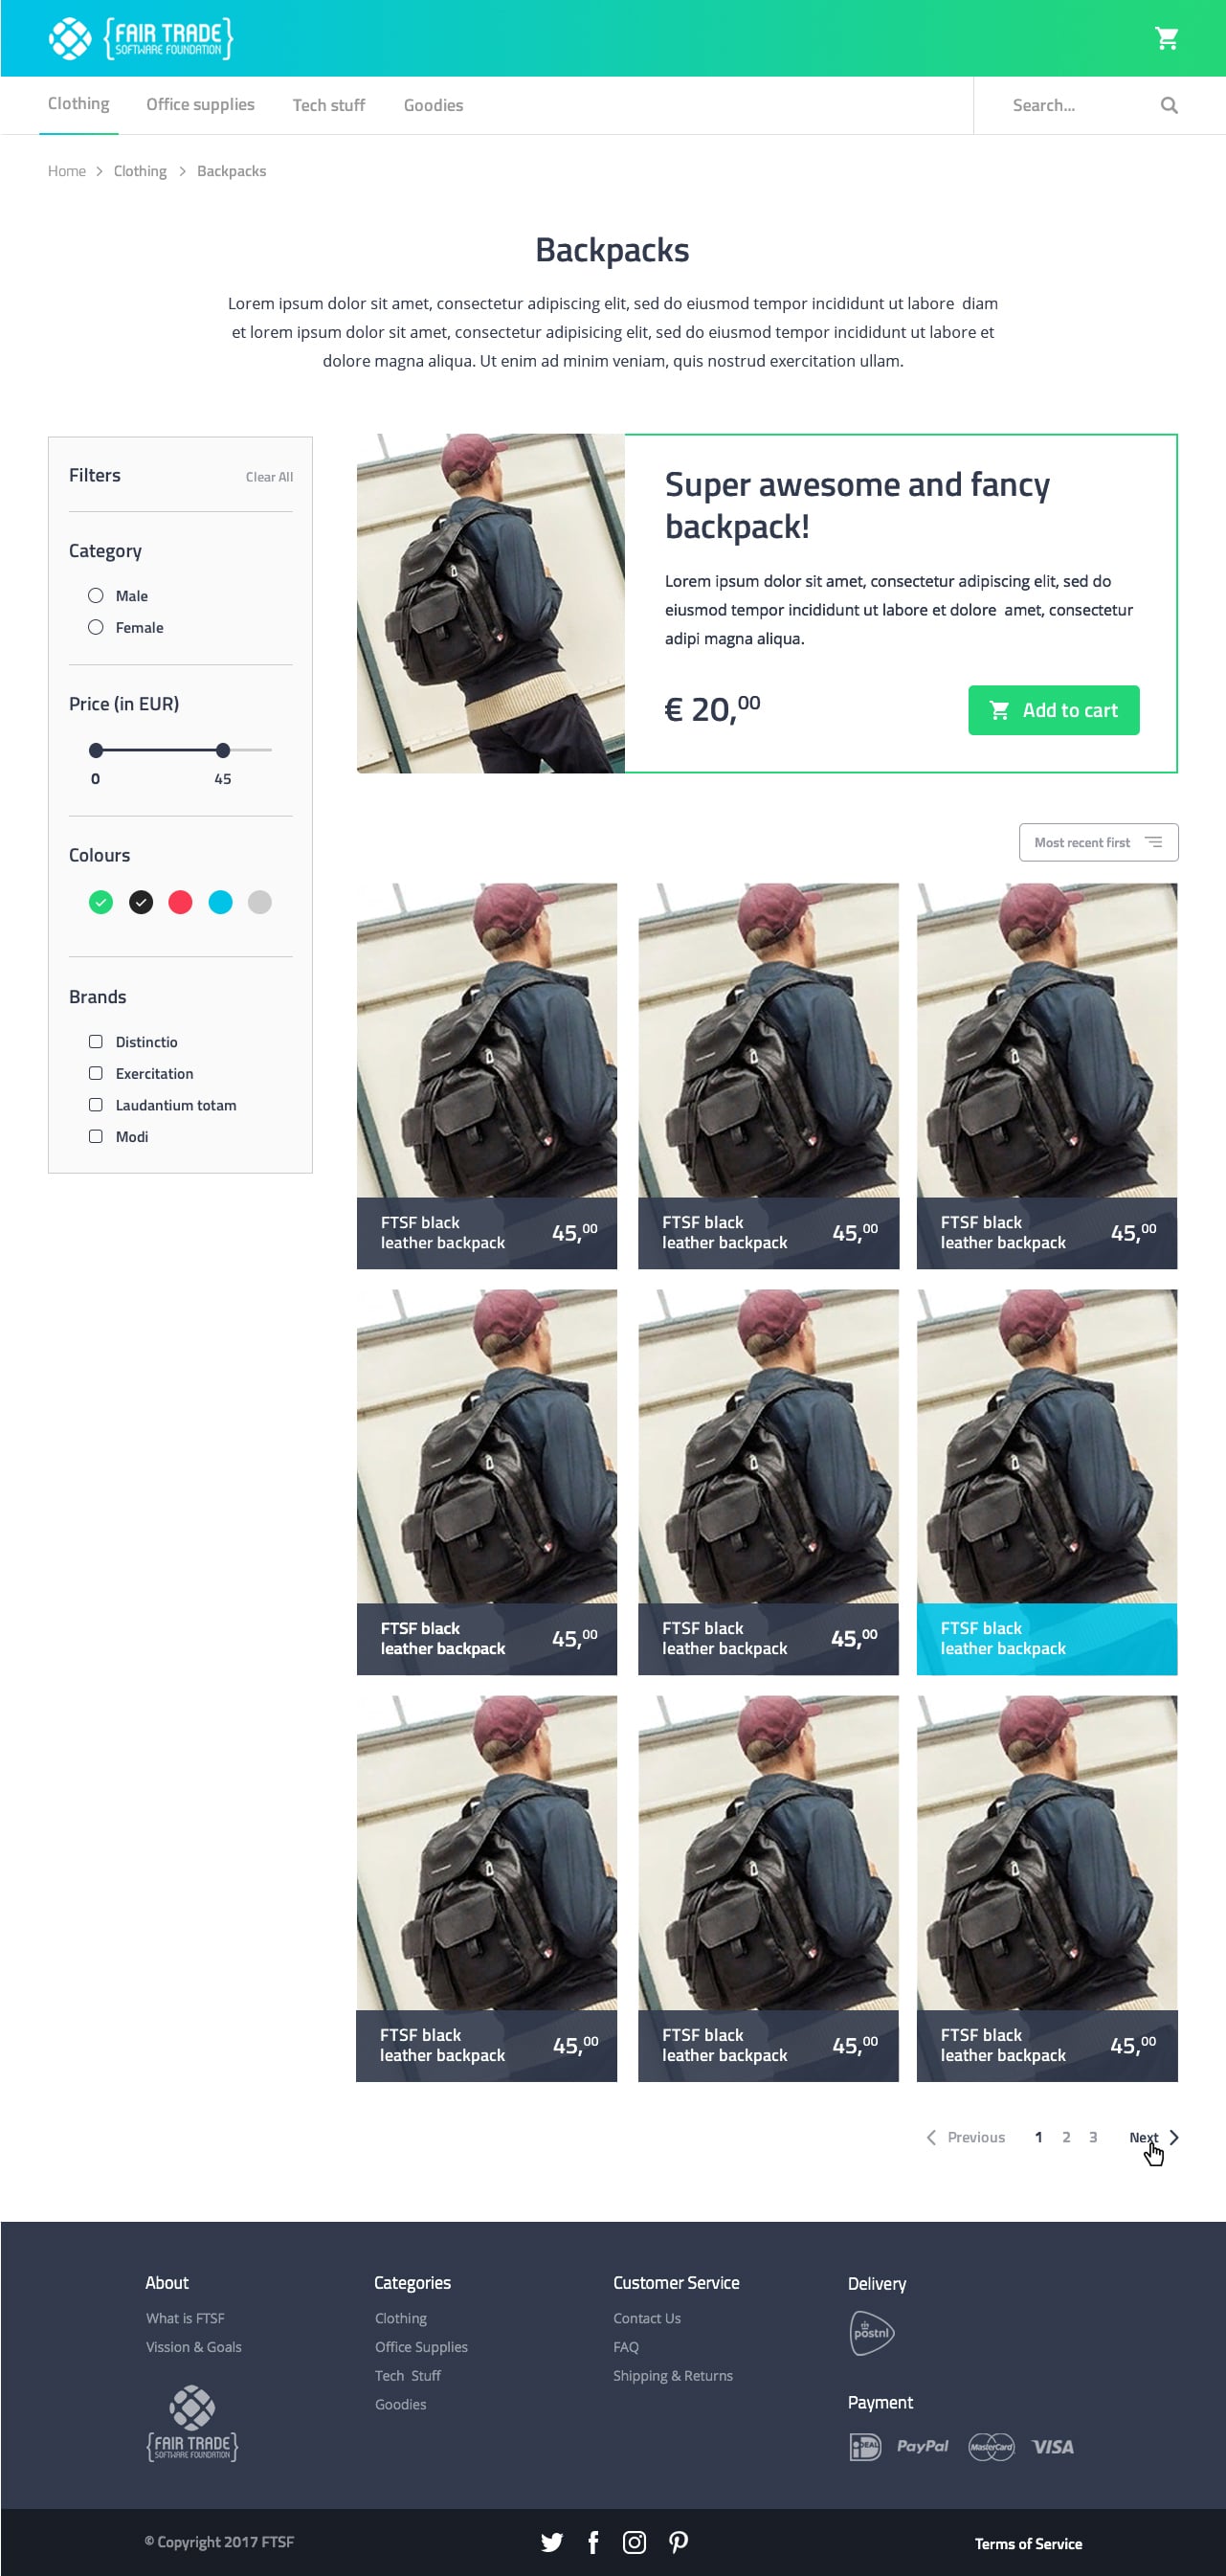 {FAIR TRADE}
SOFTWARE FOUNDATION
Clothing Office supplies Tech stuff Goodies Search...
Home > Clothing > Backpacks
Backpacks
Lorem ipsum dolor sit amet, consectetur adipiscing elit, sed do eiusmod tempor incididunt ut labore diam
et lorem ipsum dolor sit amet, consectetur adipisicing elit, sed do eiusmod tempor incididunt ut labore et
dolore magna aliqua. Ut enim ad minim veniam, quis nostrud exercitation ullam.
Filters Clear All
Category
Male
Female
Price (in EUR)
0 45
Colours
Brands
Distinctio
Exercitation
Laudantium totam
Modi
Super awesome and fancy
backpack!
Lorem ipsum dolor sit amet, consectetur adipiscing elit, sed do
eiusmod tempor incididunt ut labore et dolore amet, consectetur
adipi magna aliqua.
€ 20,00 Add to cart
Most recent first
FTSF black
leather backpack 45,00
FTSF black
leather backpack 45,00
FTSF black
leather backpack 45,00
FTSF black
leather backpack 45,00
FTSF black
leather backpack 45,00
FTSF black
leather backpack
FTSF black
leather backpack 45,00
FTSF black
leather backpack 45,00
FTSF black
leather backpack 45,00
Previous 1 2 3 Next
About
What is FTSF
Vission & Goals
{FAIR TRADE}
SOFTWARE FOUNDATION
Categories
Clothing
Office Supplies
Tech Stuff
Goodies
Customer Service
Contact Us
FAQ
Shipping & Returns
Delivery
postnl
Payment
iDEAL PayPal MasterCard VISA
© Copyright 2017 FTSF
Terms of Service